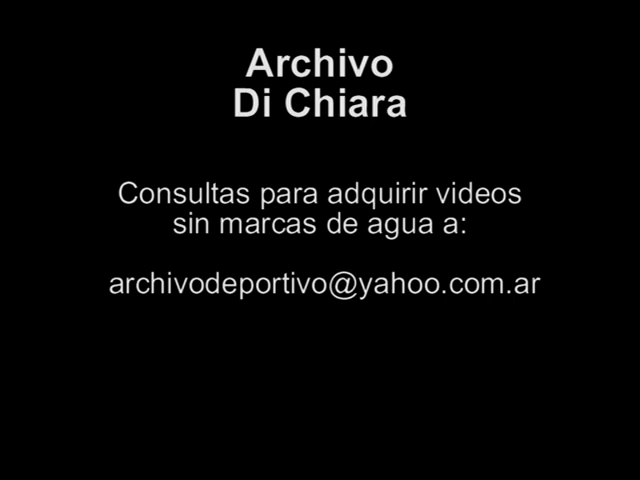 Archivo
Di Chiara
Consultas para adquirir videos
sin marcas de agua a:
archivodeportivo@yahoo.com.ar